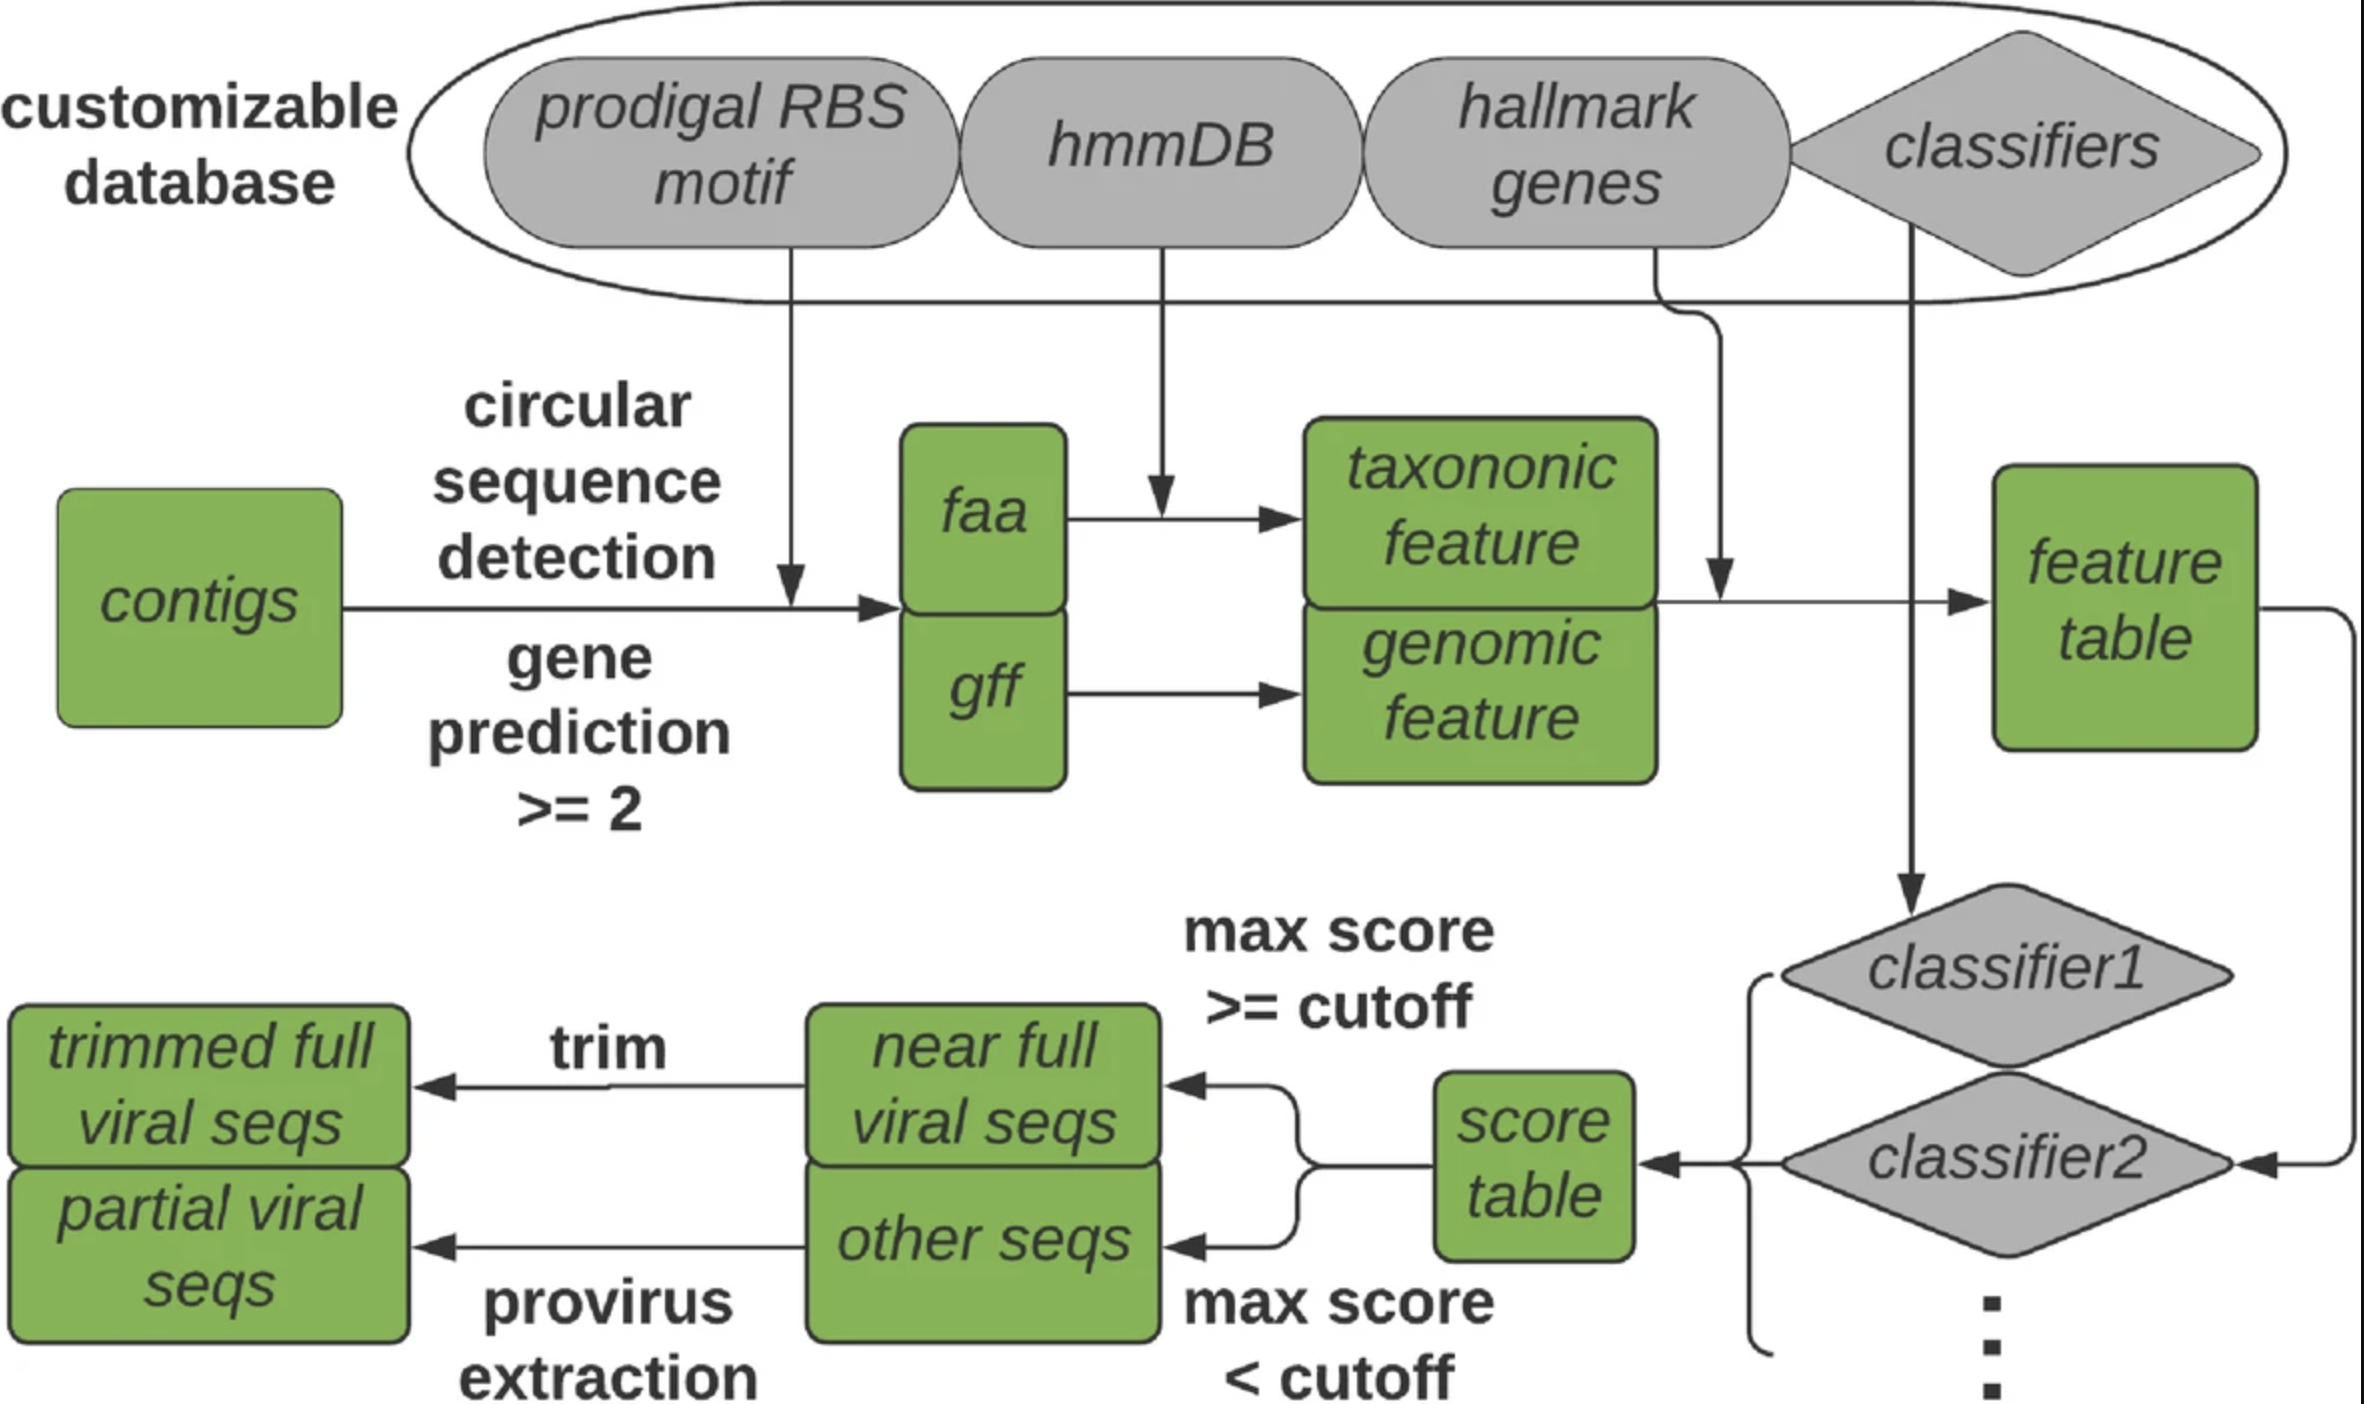 customizable
database
prodigal RBS
motif
hmmDB
hallmark
genes
classifiers
circular
sequence
detection
contigs
gene
prediction
>= 2
faa
gff
taxononic
feature
genomic
feature
feature
table
classifier1
classifier2
max score
>= cutoff
score
table
max score
< cutoff
near full
viral seqs
other seqs
trim
provirus
extraction
trimmed full
viral seqs
partial viral
seqs